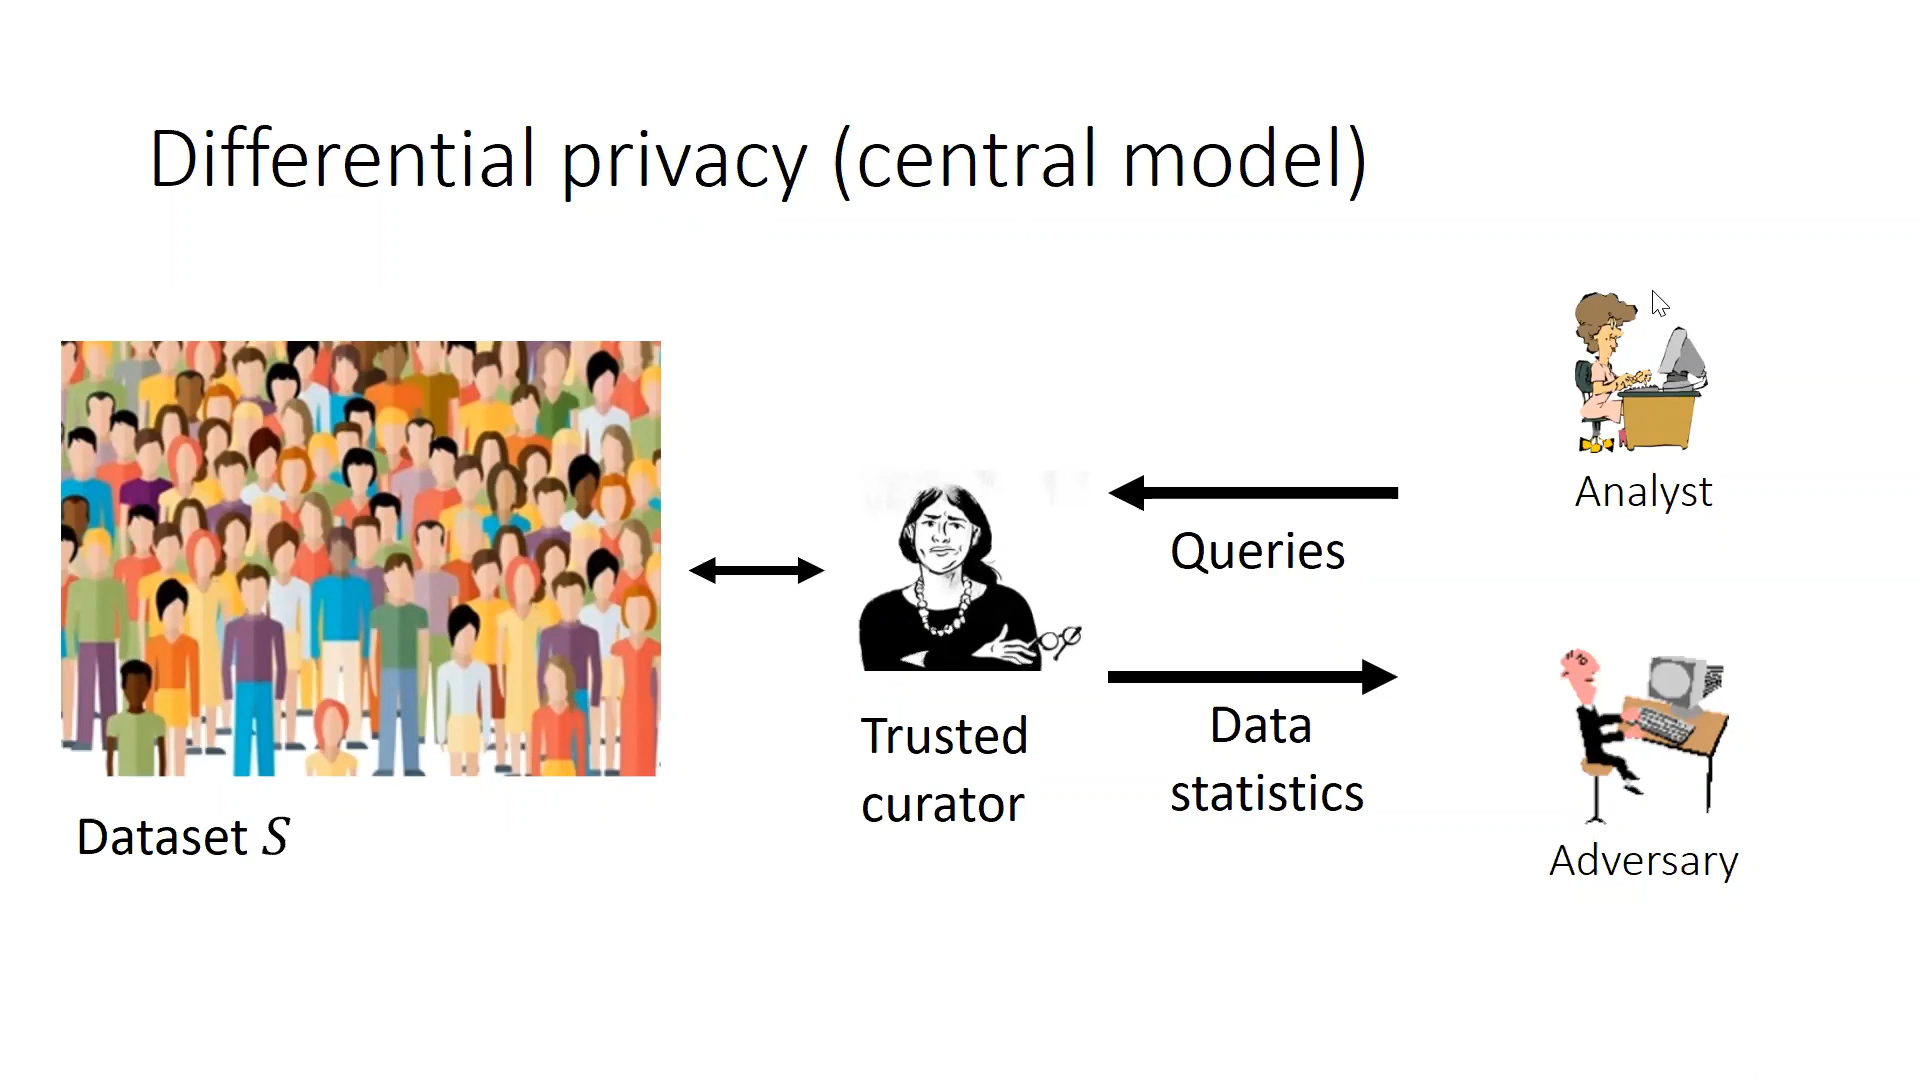 Differential privacy (central model)
Analyst
Queries
Trusted
curator
Data
statistics
Dataset S
Adversary